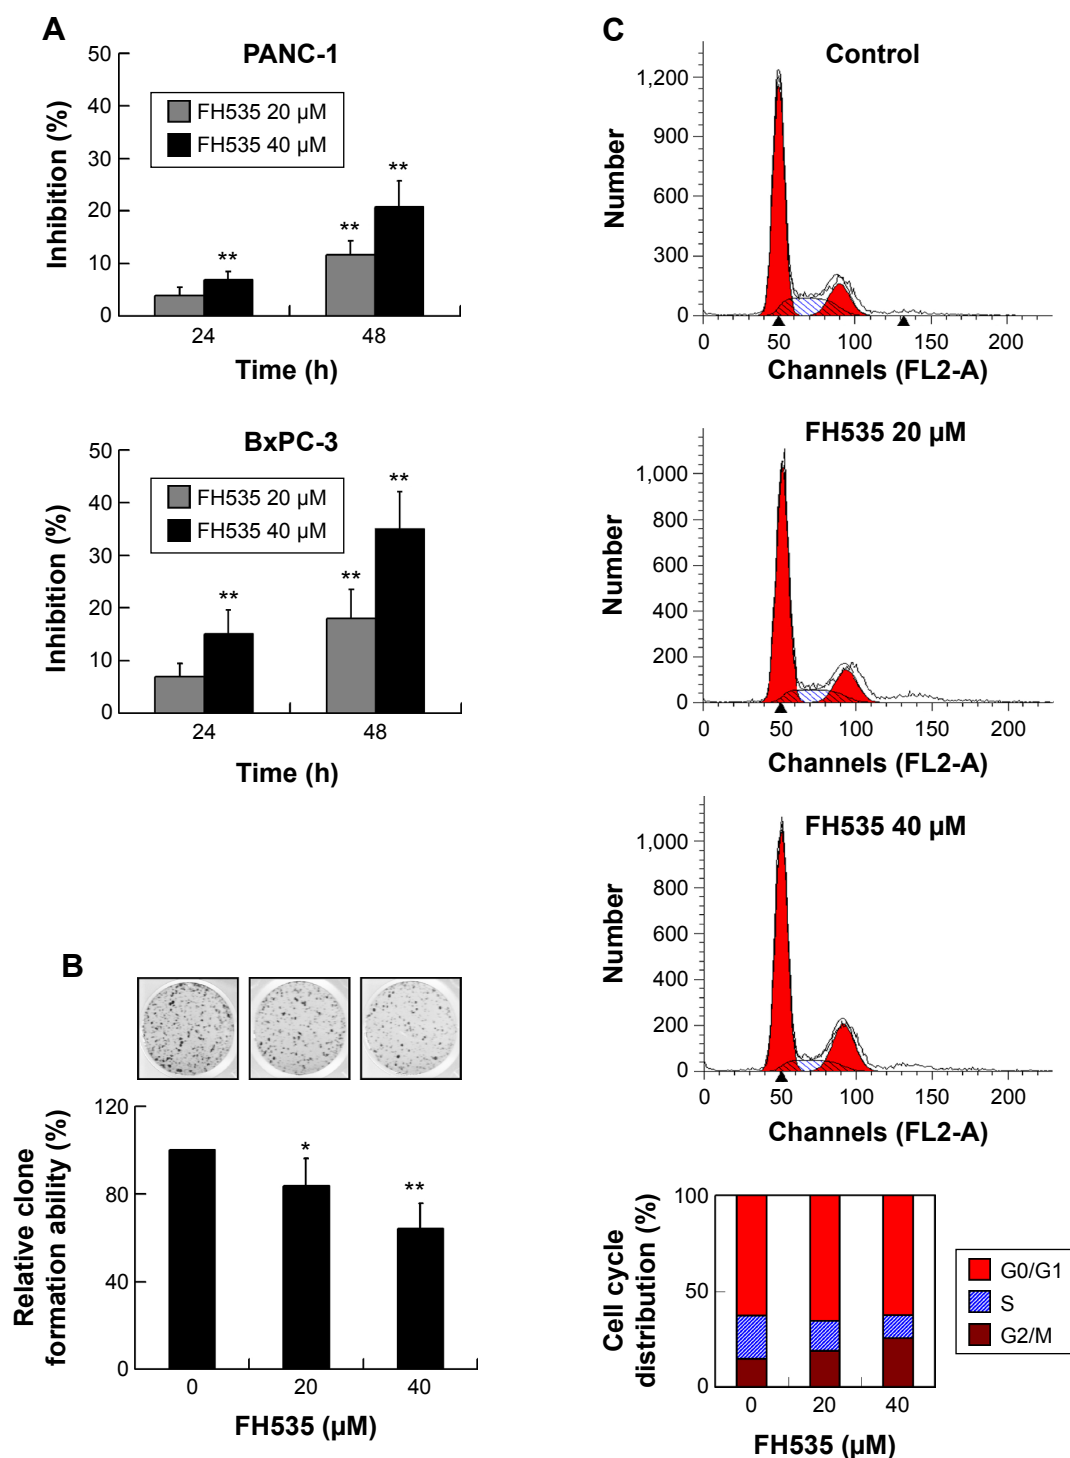 A
PANC-1
50
40
30
20
10
0
Inhibition (%)
FH535 20 µM
FH535 40 µM
**
**
**
24
48
Time (h)
BxPC-3
50
40
30
20
10
0
Inhibition (%)
FH535 20 µM
FH535 40 µM
**
**
**
24
48
Time (h)
B
120
80
40
0
Relative clone
formation ability (%)
*
**
0
20
40
FH535 (µM)
C
Control
1,200
900
600
300
0
Number
0
50
100
150
200
Channels (FL2-A)
FH535 20 µM
1,000
800
600
400
200
0
Number
0
50
100
150
200
Channels (FL2-A)
FH535 40 µM
1,000
800
600
400
200
0
Number
0
50
100
150
200
Channels (FL2-A)
100
50
0
Cell cycle
distribution (%)
0
20
40
FH535 (µM)
G0/G1
S
G2/M